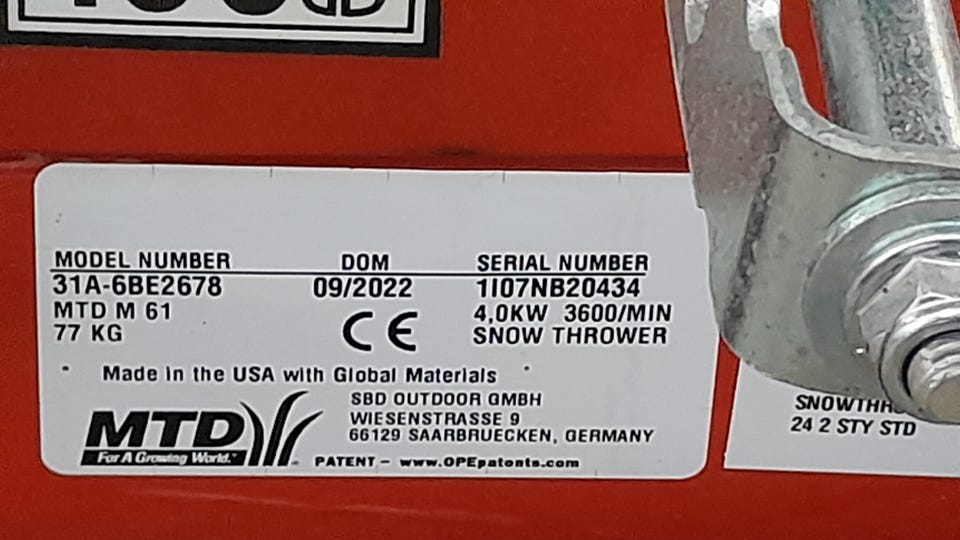 MODEL NUMBER DOM SERIAL NUMBER
31A-6BE2678 09/2022 1I07NB20434
MTD M 61 CE 4,0KW 3600/MIN
77 KG SNOW THROWER
Made in the USA with Global Materials
MTD
For A Growing World.
SBD OUTDOOR GMBH
WIESENSTRASSE 9
66129 SAARBRUECKEN, GERMANY
PATENT – www.OPEpatents.com
24 2 STY STD